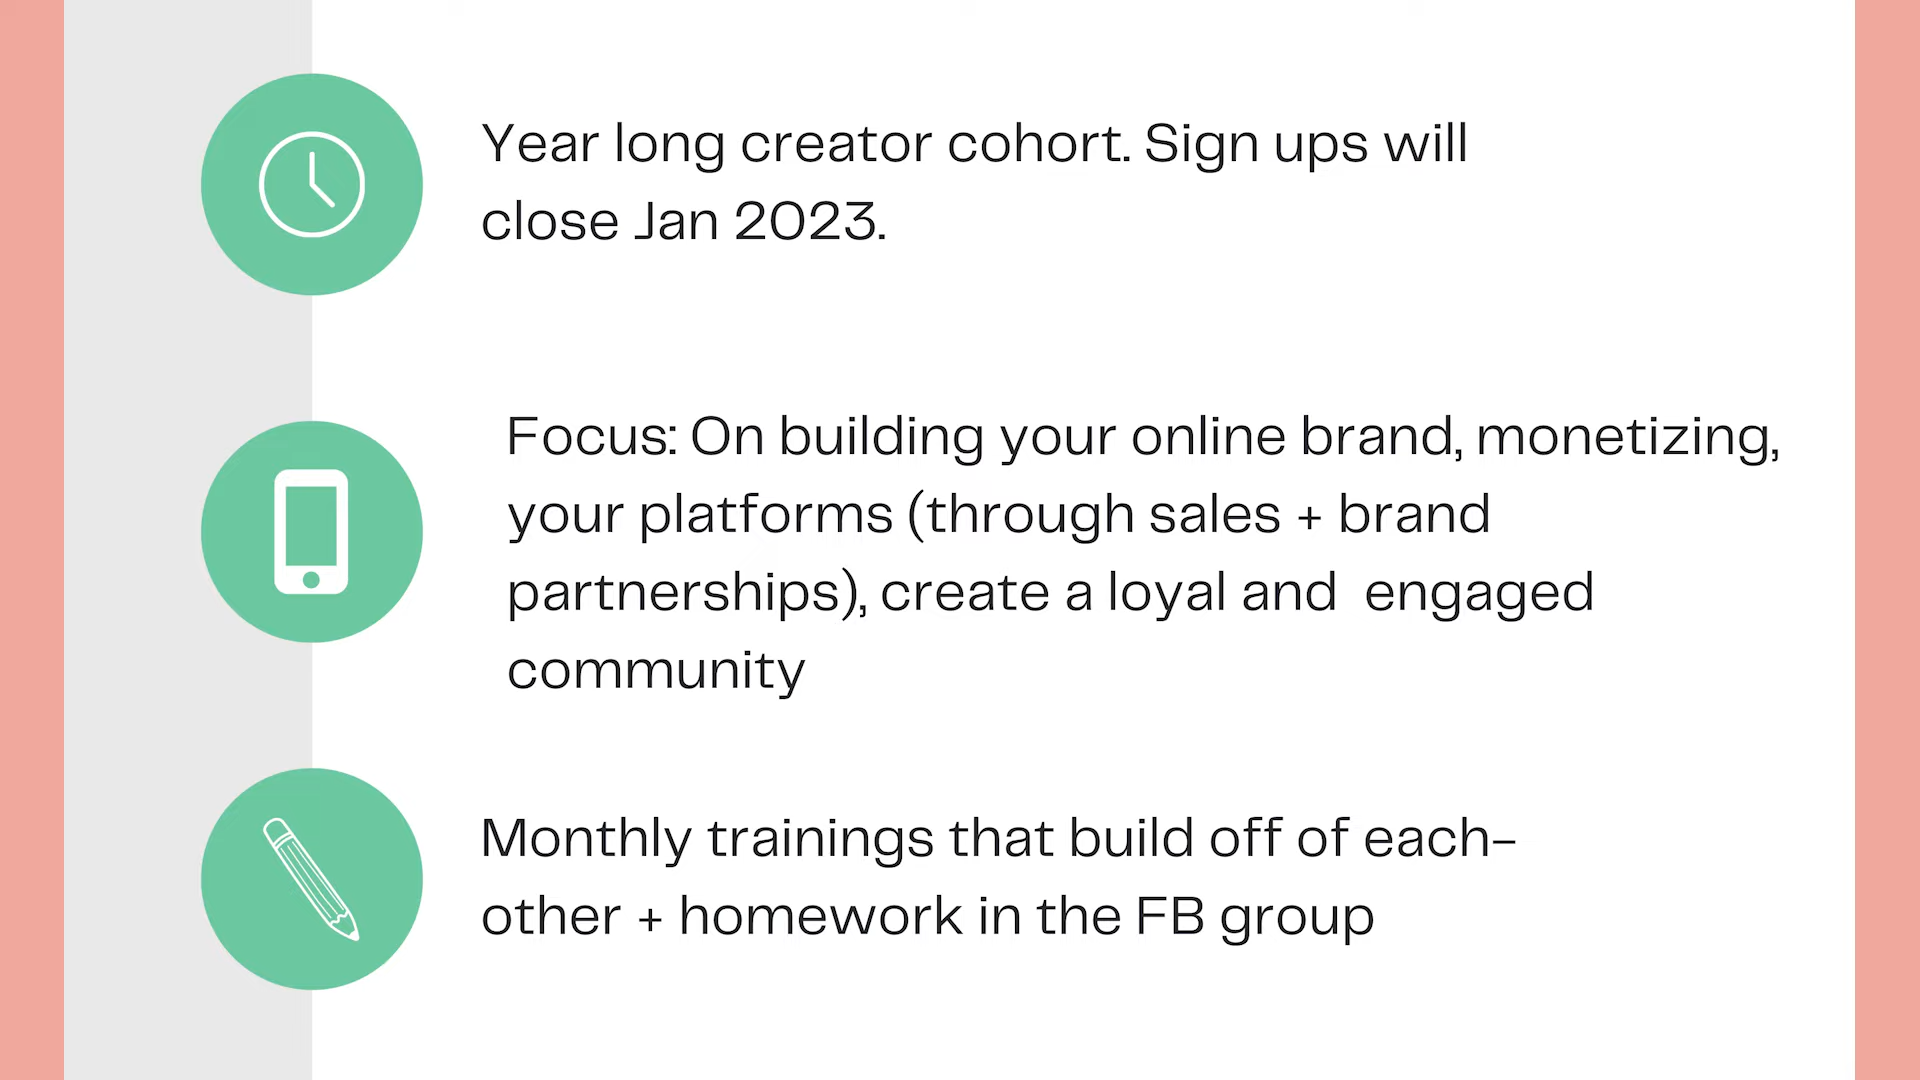 Year long creator cohort. Sign ups will
close Jan 2023.
Focus: On building your online brand, monetizing,
your platforms (through sales + brand
partnerships), create a loyal and  engaged
community
Monthly trainings that build off of each-
other + homework in the FB group